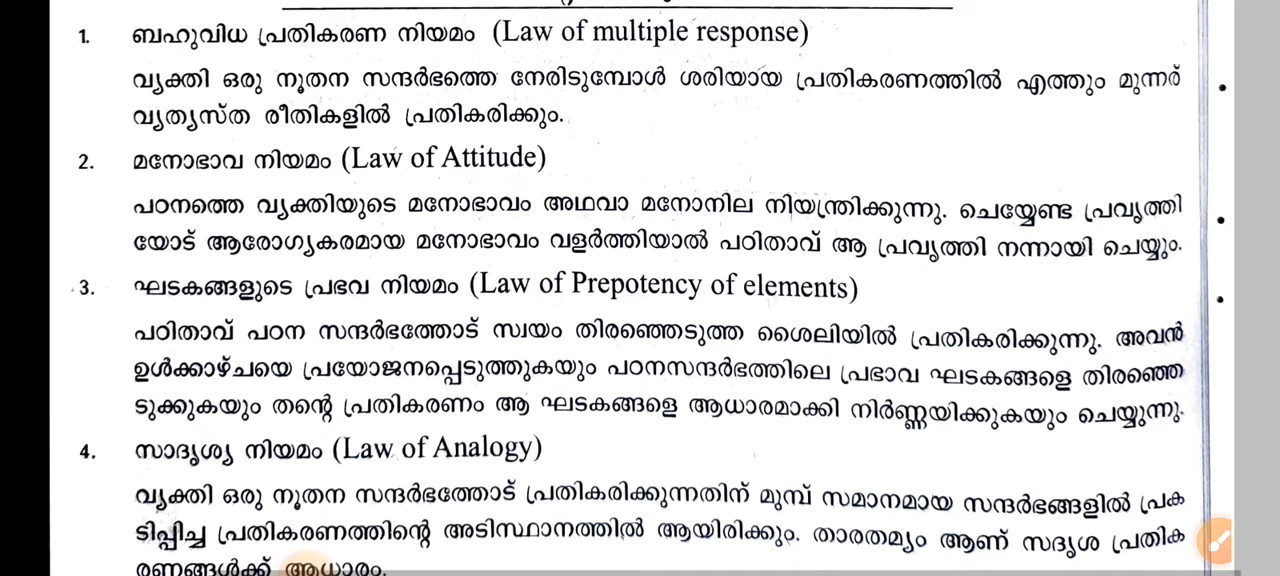 1. ബഹുവിധ പ്രതികരണ നിയമം (Law of multiple response)
വ്യക്തി ഒരു നൂതന സന്ദർഭത്തെ നേരിടുമ്പോൾ ശരിയായ പ്രതികരണത്തിൽ എത്തും മുന്നര്
വ്യത്യസ്ത രീതികളിൽ പ്രതികരിക്കും.
2. മനോഭാവ നിയമം (Law of Attitude)
പഠനത്തെ വ്യക്തിയുടെ മനോഭാവം അഥവാ മനോനില നിയന്ത്രിക്കുന്നു. ചെയ്യേണ്ട പ്രവൃത്തി
യോട് ആരോഗ്യകരമായ മനോഭാവം വളർത്തിയാൽ പഠിതാവ് ആ പ്രവൃത്തി നന്നായി ചെയ്യും.
3. ഘടകങ്ങളുടെ പ്രഭവ നിയമം (Law of Prepotency of elements)
പഠിതാവ് പഠന സന്ദർഭത്തോട് സ്വയം തിരഞ്ഞെടുത്ത ശൈലിയിൽ പ്രതികരിക്കുന്നു. അവൻ
ഉൾക്കാഴ്ചയെ പ്രയോജനപ്പെടുത്തുകയും പഠനസന്ദർഭത്തിലെ പ്രഭാവ ഘടകങ്ങളെ തിരഞ്ഞെ
ടുക്കുകയും തന്റെ പ്രതികരണം ആ ഘടകങ്ങളെ ആധാരമാക്കി നിർണ്ണയിക്കുകയും ചെയ്യുന്നു.
4. സാദൃശ്യ നിയമം (Law of Analogy)
വ്യക്തി ഒരു നൂതന സന്ദർഭത്തോട് പ്രതികരിക്കുന്നതിന് മുമ്പ് സമാനമായ സന്ദർഭങ്ങളിൽ പ്രക
ടിപ്പിച്ച പ്രതികരണത്തിന്റെ അടിസ്ഥാനത്തിൽ ആയിരിക്കും. താരതമ്യം ആണ് സദൃശ പ്രതിക
രണങ്ങൾക്ക് ആധാരം.